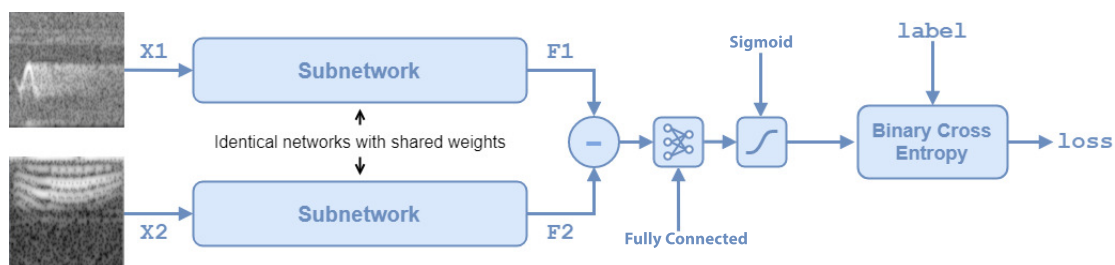 X1
Subnetwork
F1
Sigmoid
label
Identical networks with shared weights
-
Binary Cross
Entropy
loss
X2
Subnetwork
F2
Fully Connected